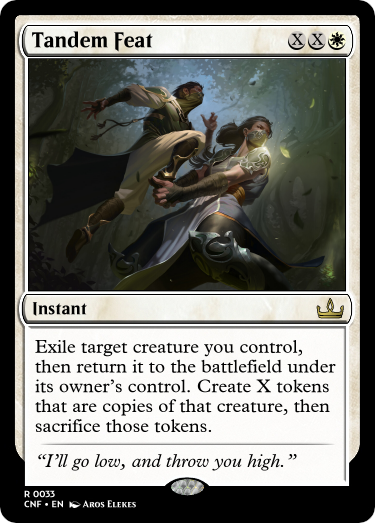 Tandem Feat XX
Instant
Exile target creature you control,
then return it to the battlefield under
its owner's control. Create X tokens
that are copies of that creature, then
sacrifice those tokens.
"I'll go low, and throw you high."
R 0033
CNF • EN Aros Elekes